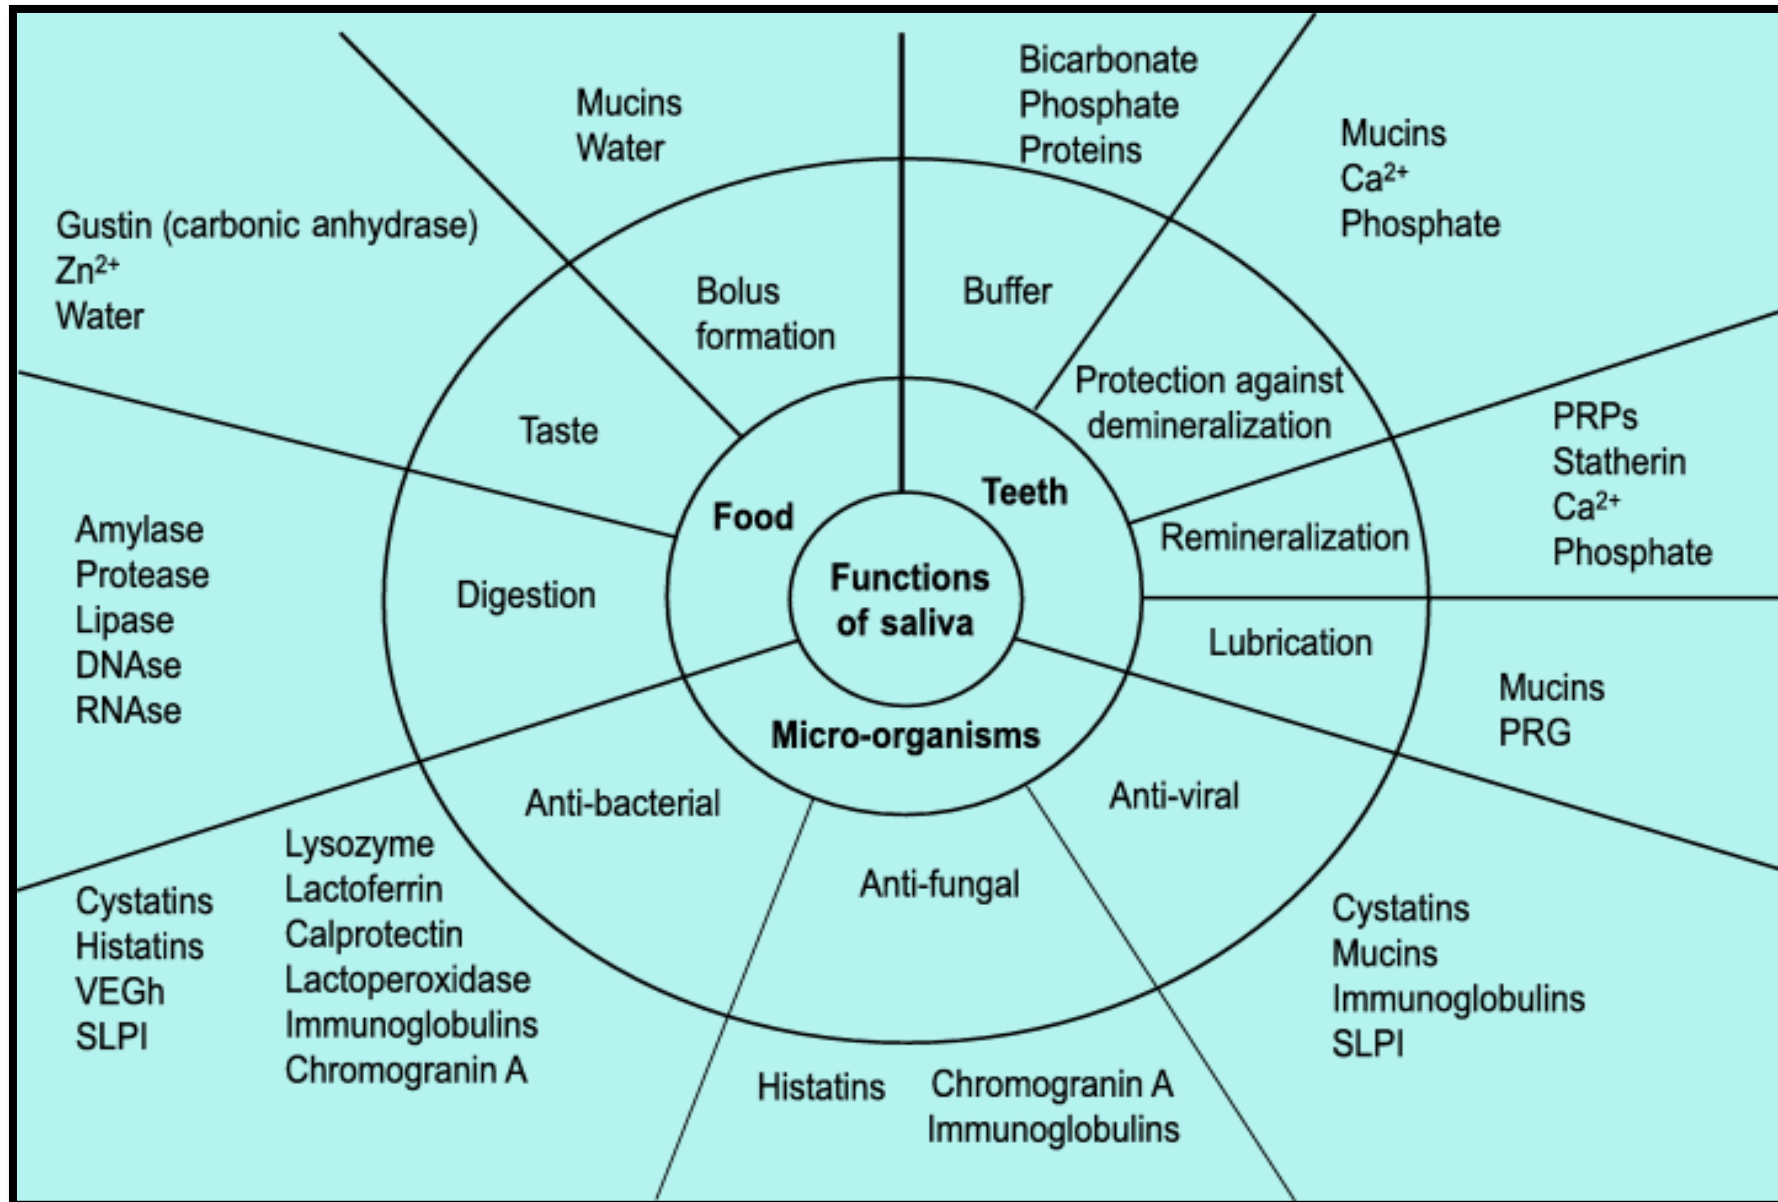 Functions
of saliva
Food
Teeth
Micro-organisms
Bolus
formation
Mucins
Water
Taste
Gustin (carbonic anhydrase)
Zn²⁺
Water
Digestion
Amylase
Protease
Lipase
DNAse
RNAse
Buffer
Bicarbonate
Phosphate
Proteins
Protection against
demineralization
Mucins
Ca²⁺
Phosphate
Remineralization
PRPs
Statherin
Ca²⁺
Phosphate
Lubrication
Mucins
PRG
Anti-viral
Cystatins
Mucins
Immunoglobulins
SLPI
Anti-fungal
Histatins
Chromogranin A
Immunoglobulins
Anti-bacterial
Cystatins
Histatins
VEGh
SLPI
Lysozyme
Lactoferrin
Calprotectin
Lactoperoxidase
Immunoglobulins
Chromogranin A